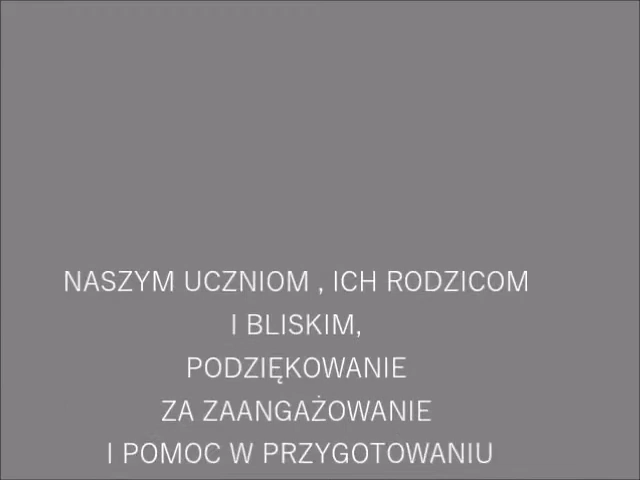 NASZYM UCZNIOM , ICH RODZICOM
I BLISKIM,
PODZIĘKOWANIE
ZA ZAANGAŻOWANIE
I POMOC W PRZYGOTOWANIU